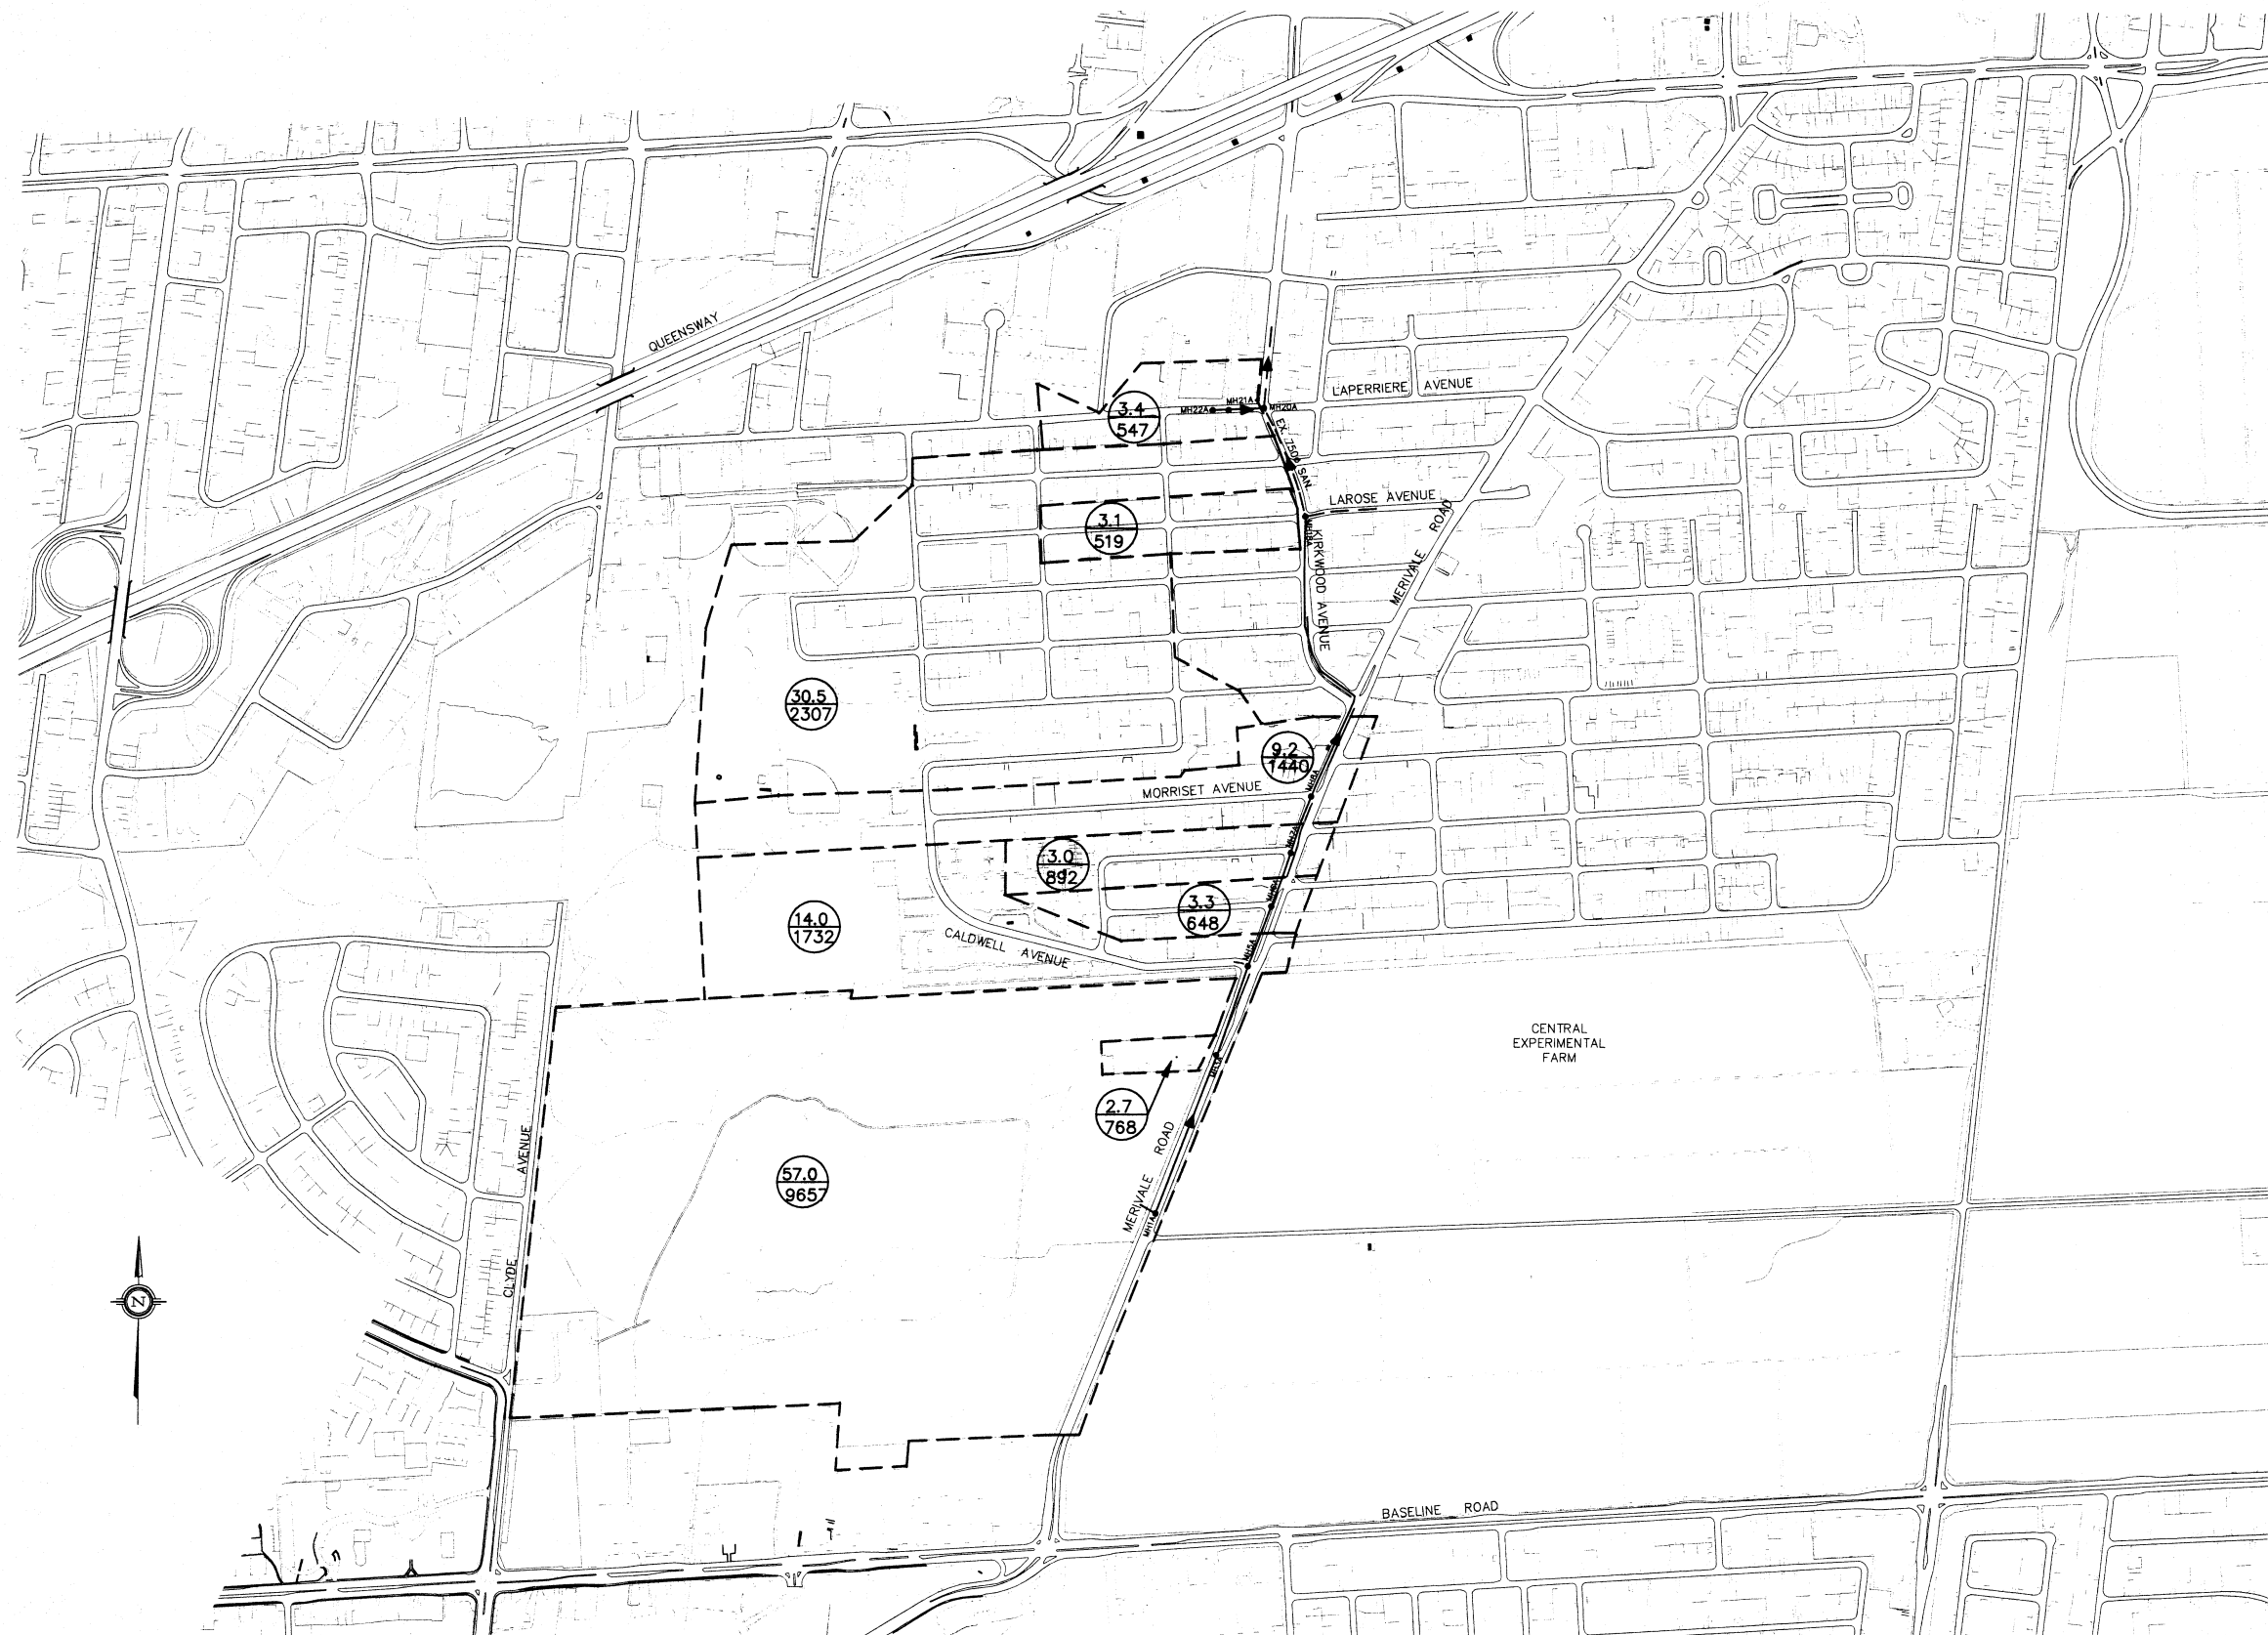 QUEENSWAY
LAPERRIERE AVENUE
MH21A
MH22A
MH20A
3.4
547
EX. 750ø SAN.
LAROSE AVENUE
3.1
519
KIRKWOOD AVENUE
MERIVALE ROAD
30.5
2307
9.2
1440
MORRISET AVENUE
3.0
892
3.3
648
14.0
1732
CALDWELL AVENUE
MH5A
CENTRAL
EXPERIMENTAL
FARM
2.7
768
57.0
9657
MERIVALE ROAD
MH1A
CLYDE AVENUE
N
BASELINE ROAD